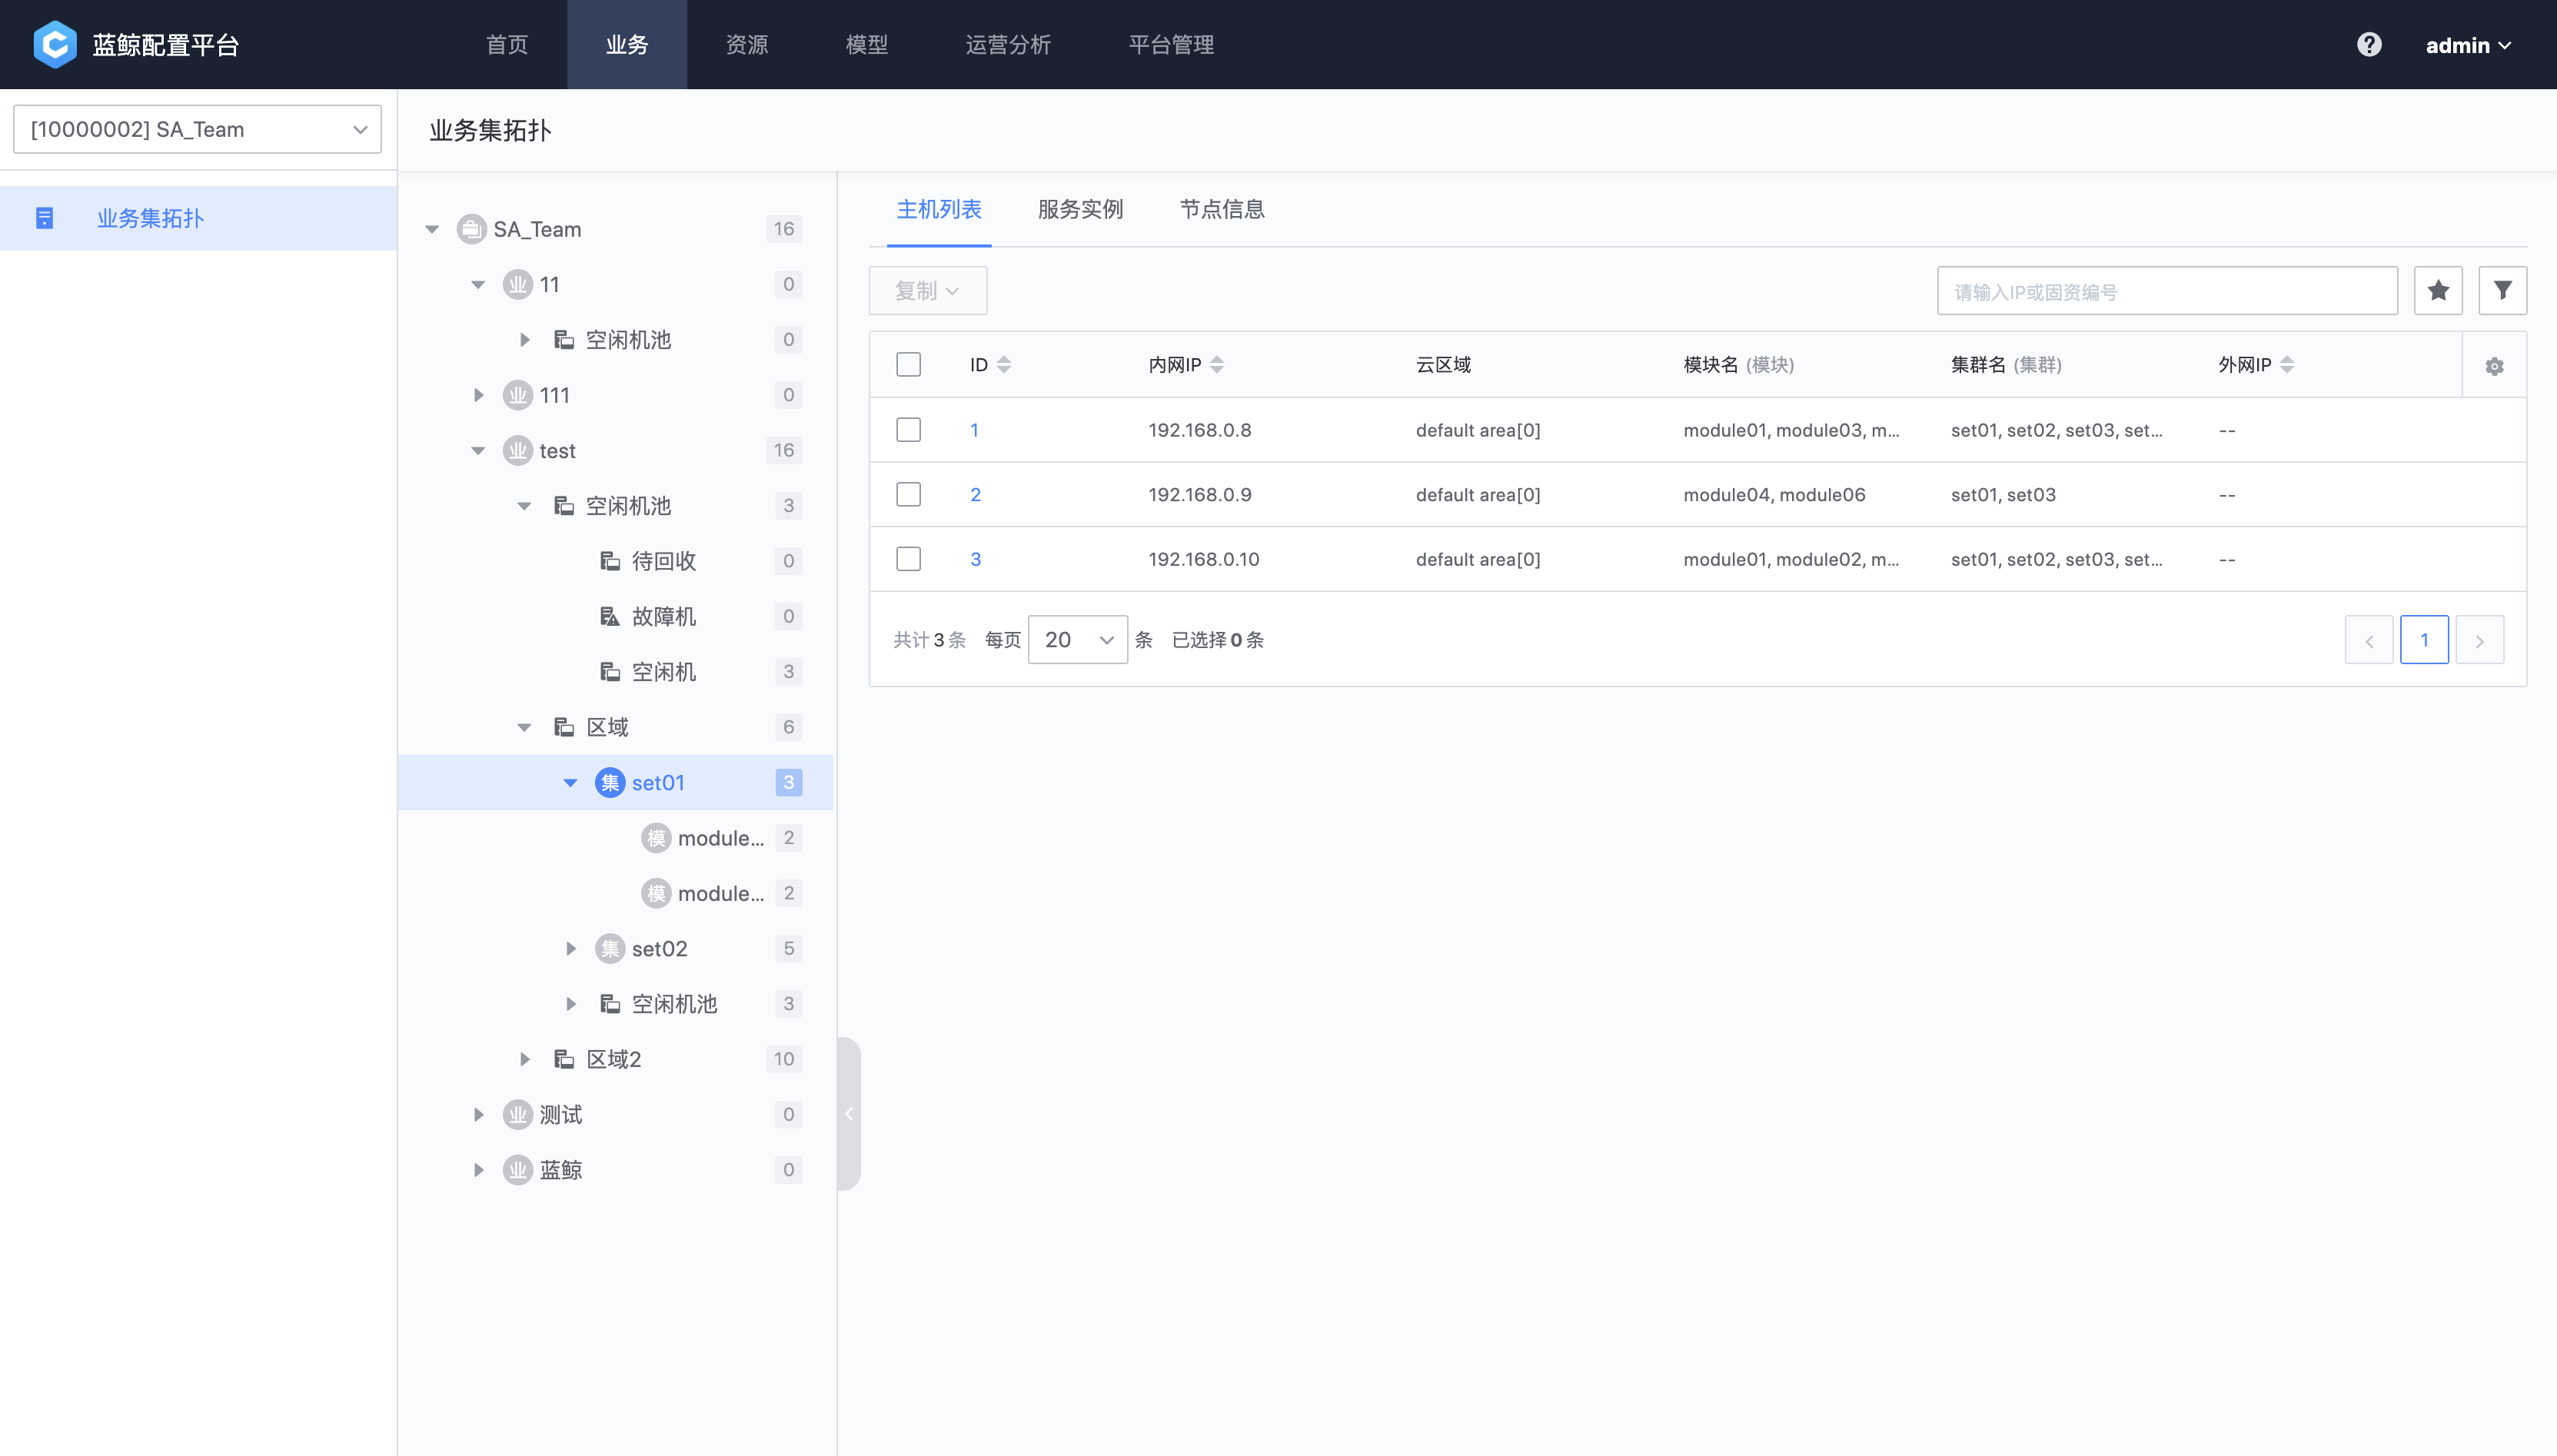 蓝鲸配置平台 首页 业务 资源 模型 运营分析 平台管理 ? admin
[10000002] SA_Team
业务集拓扑
业务集拓扑
SA_Team 16
业 11 0
空闲机池 0
业 111 0
业 test 16
空闲机池 3
待回收 0
故障机 0
空闲机 3
区域 6
集 set01 3
模 module... 2
模 module... 2
集 set02 5
空闲机池 3
区域2 10
业 测试 0
业 蓝鲸 0
主机列表 服务实例 节点信息
复制 请输入IP或固资编号
ID 内网IP 云区域 模块名 (模块) 集群名 (集群) 外网IP
1 192.168.0.8 default area[0] module01, module03, m... set01, set02, set03, set... --
2 192.168.0.9 default area[0] module04, module06 set01, set03 --
3 192.168.0.10 default area[0] module01, module02, m... set01, set02, set03, set... --
共计 3 条 每页 20 条 已选择 0 条 1